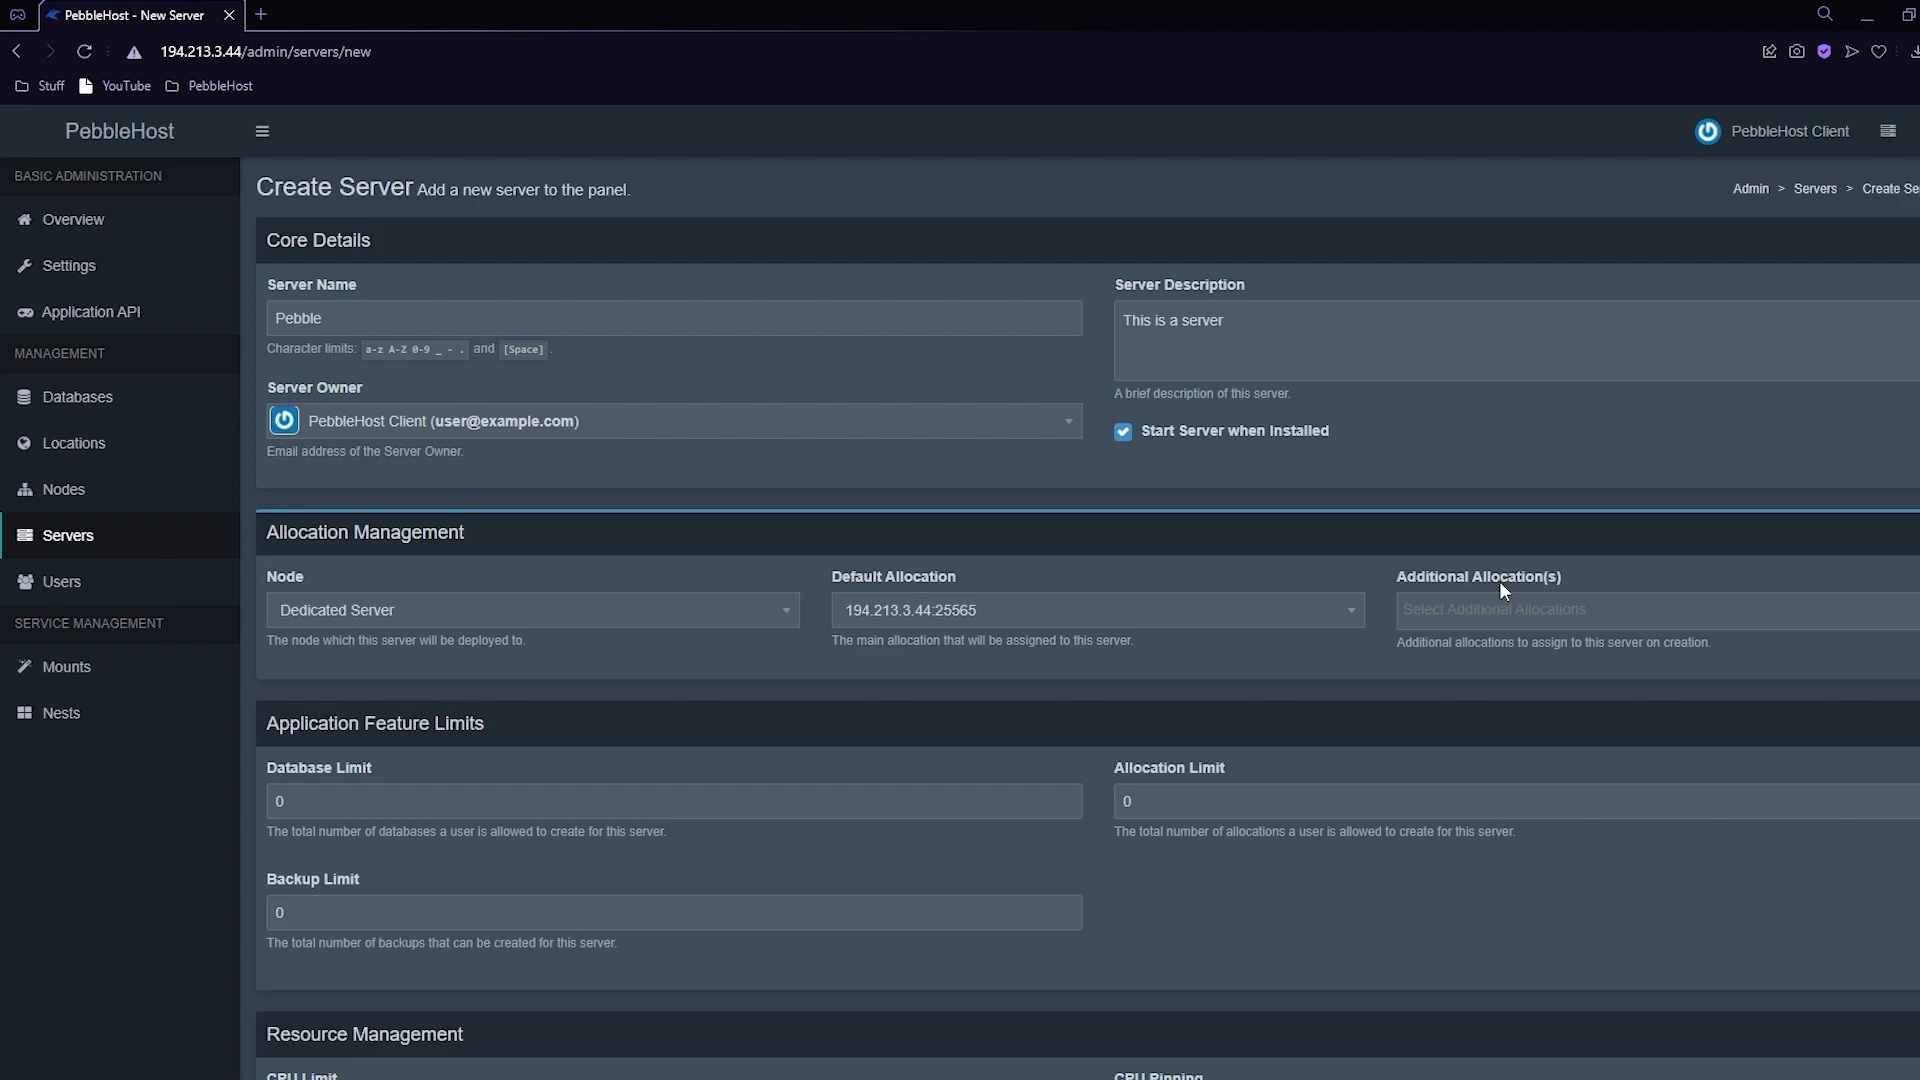 PebbleHost - New Server
194.213.3.44/admin/servers/new
Stuff YouTube PebbleHost
PebbleHost
PebbleHost Client
BASIC ADMINISTRATION
Overview
Settings
Application API
MANAGEMENT
Databases
Locations
Nodes
Servers
Users
SERVICE MANAGEMENT
Mounts
Nests
Create Server Add a new server to the panel.
Admin > Servers > Create Se
Core Details
Server Name
Pebble
Character limits: a-z A-Z 0-9 _ - . and [Space] .
Server Owner
PebbleHost Client (user@example.com)
Email address of the Server Owner.
Server Description
This is a server
A brief description of this server.
Start Server when Installed
Allocation Management
Node
Dedicated Server
The node which this server will be deployed to.
Default Allocation
194.213.3.44:25565
The main allocation that will be assigned to this server.
Additional Allocation(s)
Select Additional Allocations
Additional allocations to assign to this server on creation.
Application Feature Limits
Database Limit
0
The total number of databases a user is allowed to create for this server.
Allocation Limit
0
The total number of allocations a user is allowed to create for this server.
Backup Limit
0
The total number of backups that can be created for this server.
Resource Management
CPU Limit
CPU Pinning